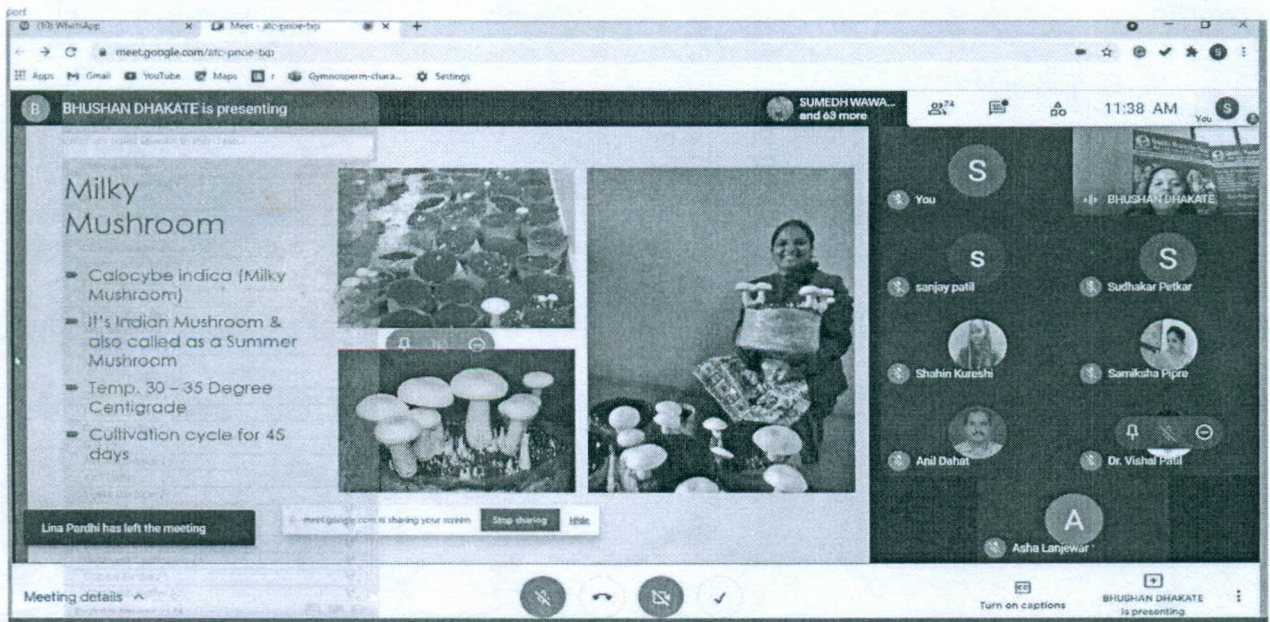 port
(10) WhatsApp
Meet - atc-pnoe-txp
meet.google.com/atc-pnoe-txp
Apps
Gmail
YouTube
Maps
r
Gymnosperm-chara...
Settings
B
BHUSHAN DHAKATE is presenting
SUMEDH WAWA...
and 63 more
74
11:38 AM
You
S
Milky
Mushroom
Calocybe indica (Milky
Mushroom)
It's Indian Mushroom &
also called as a Summer
Mushroom
Temp. 30 – 35 Degree
Centigrade
Cultivation cycle for 45
days
S
You
BHUSHAN DHAKATE
S
sanjay patil
S
Sudhakar Petkar
Shahin Kureshi
Samiksha Pipre
Anil Dahat
Dr. Vishal Patil
A
Asha Lanjewar
Lina Pardhi has left the meeting
meet.google.com is sharing your screen.
Stop sharing
Hide
Meeting details
Turn on captions
BHUSHAN DHAKATE
is presenting